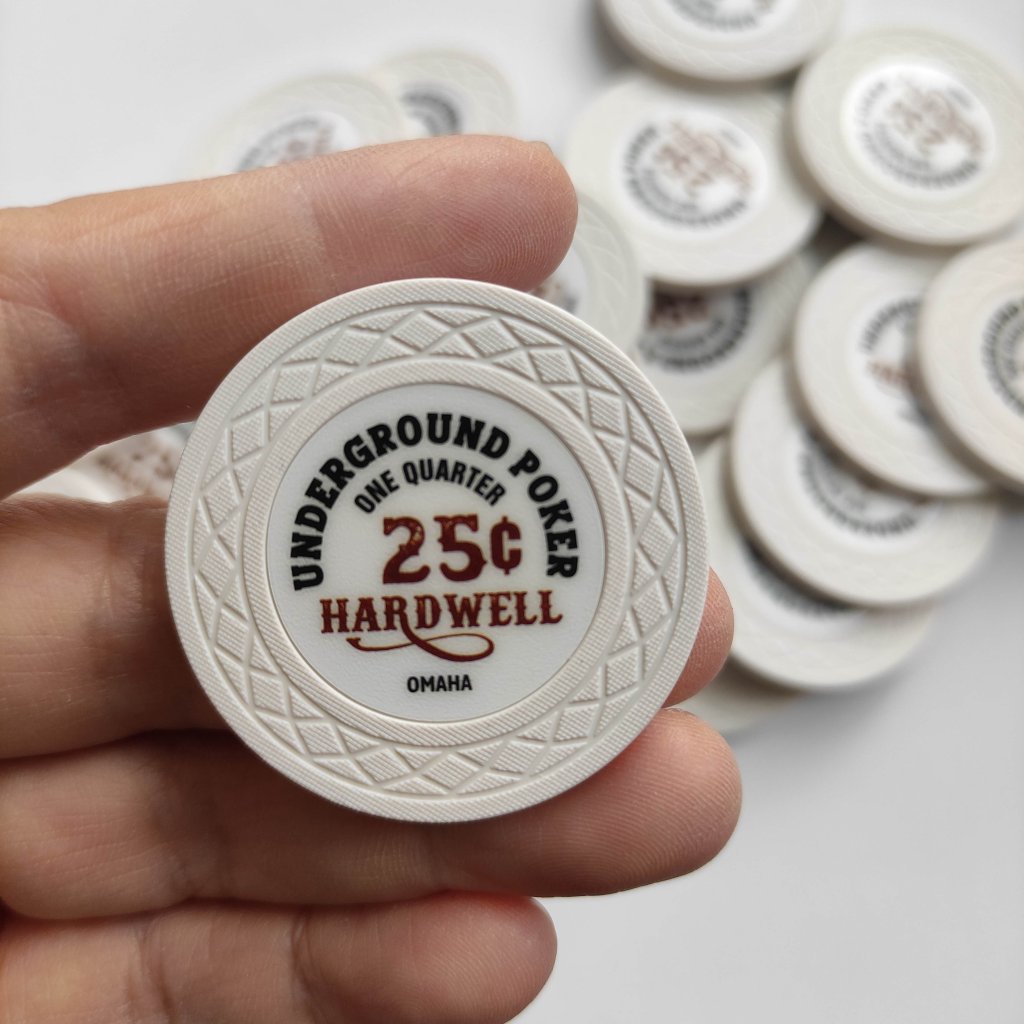 UNDERGROUND POKER
ONE QUARTER
25¢
HARDWELL
OMAHA